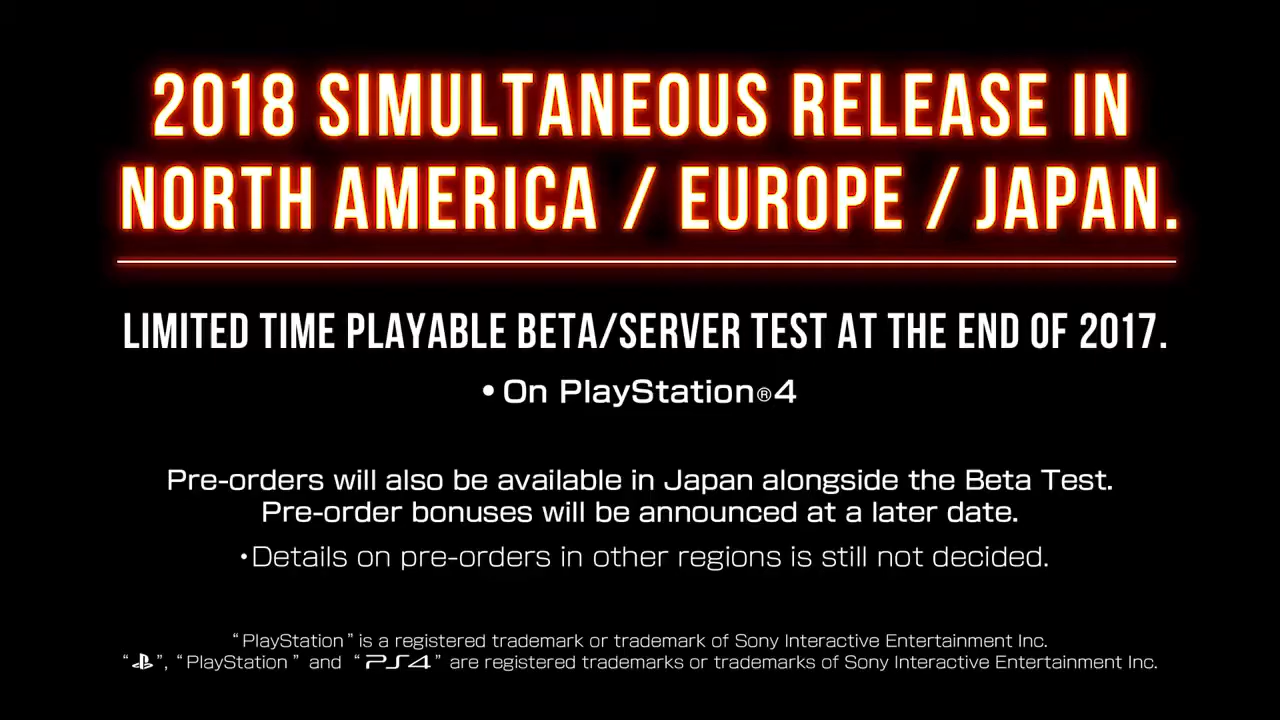 2018 SIMULTANEOUS RELEASE IN
NORTH AMERICA / EUROPE / JAPAN.
LIMITED TIME PLAYABLE BETA/SERVER TEST AT THE END OF 2017.
•On PlayStation®4
Pre-orders will also be available in Japan alongside the Beta Test.
Pre-order bonuses will be announced at a later date.
•Details on pre-orders in other regions is still not decided.
“PlayStation” is a registered trademark or trademark of Sony Interactive Entertainment Inc.
“ ”, “PlayStation” and “PS4” are registered trademarks or trademarks of Sony Interactive Entertainment Inc.